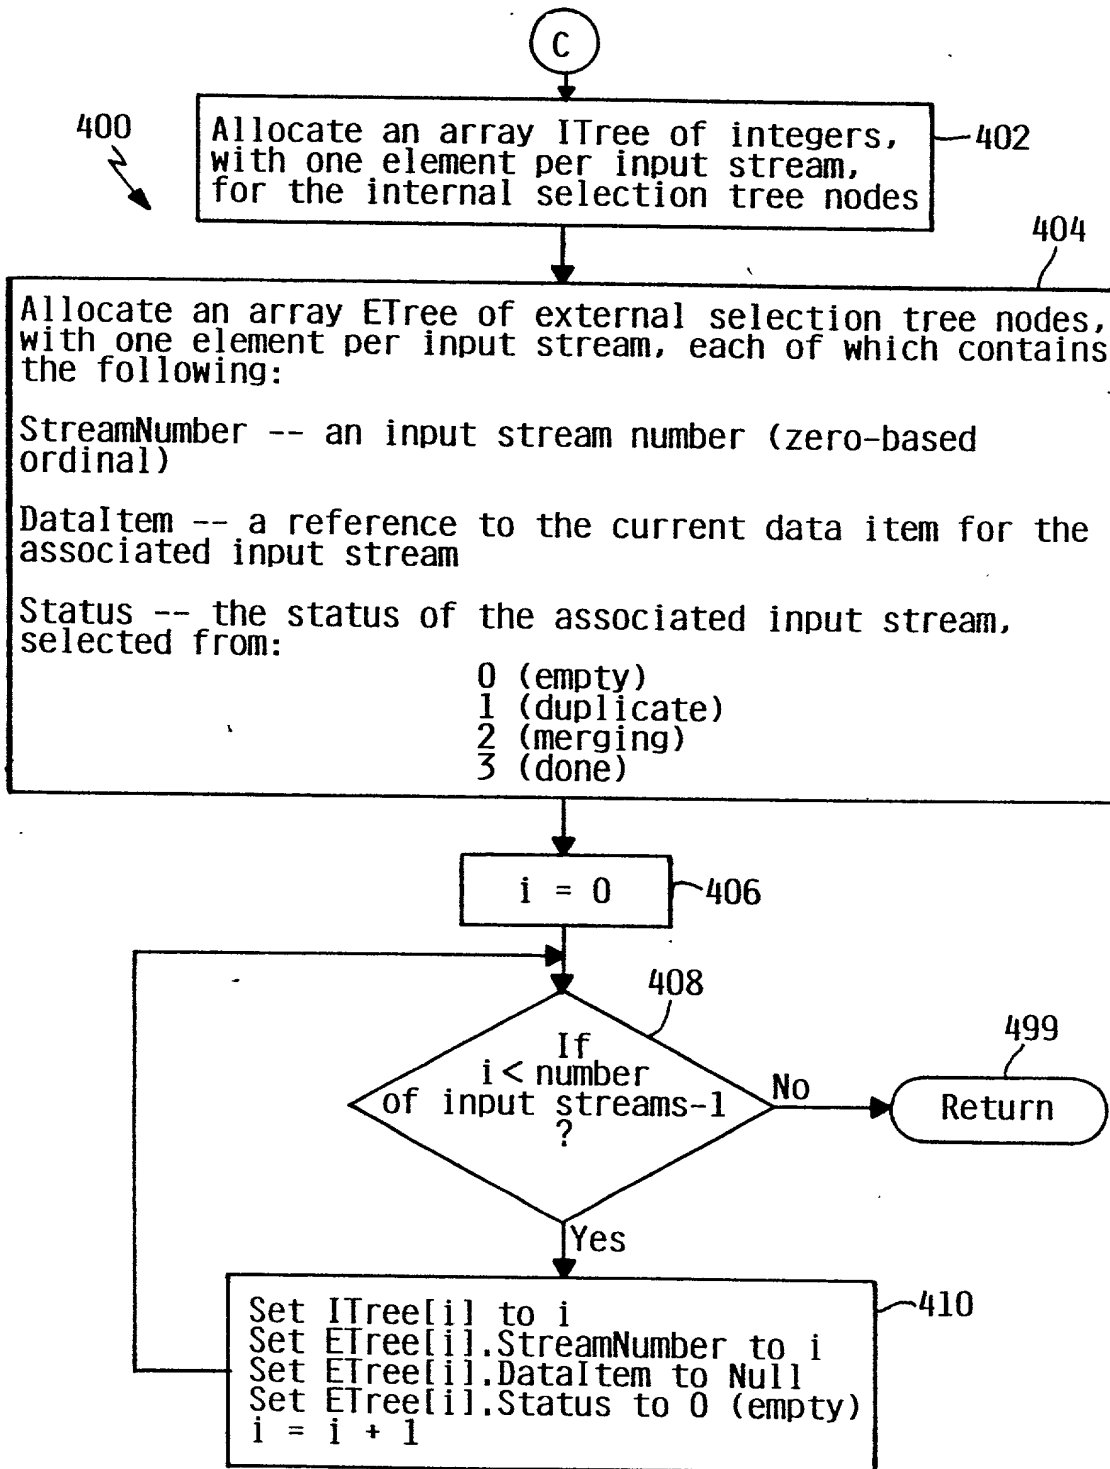 C
400
Allocate an array ITree of integers,
with one element per input stream,
for the internal selection tree nodes
402
404
Allocate an array ETree of external selection tree nodes,
with one element per input stream, each of which contains
the following:
StreamNumber -- an input stream number (zero-based
ordinal)
DataItem -- a reference to the current data item for the
associated input stream
Status -- the status of the associated input stream,
selected from:
0 (empty)
1 (duplicate)
2 (merging)
3 (done)
i = 0
406
408
If
i < number
of input streams-1
?
No
499
Return
Yes
Set ITree[i] to i
Set ETree[i].StreamNumber to i
Set ETree[i].DataItem to Null
Set ETree[i].Status to 0 (empty)
i = i + 1
410